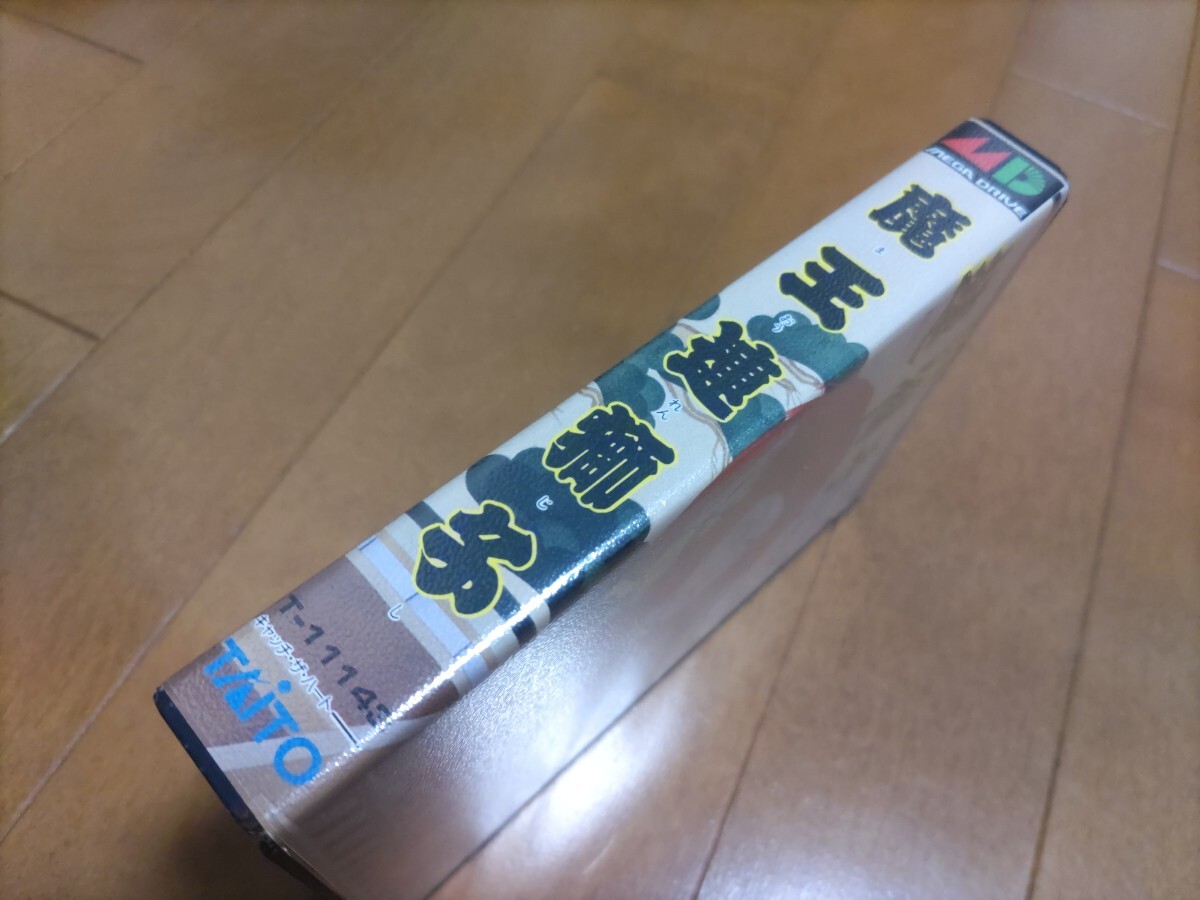 MD
MEGA DRIVE
魔王連獅子
ま おう れん じ し
T-11143
キャッチ・ザ・ハート
TAITO